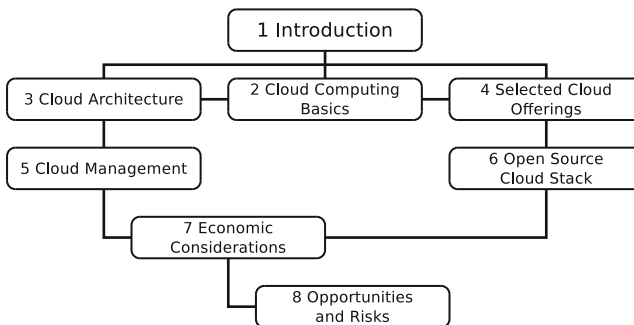 1 Introduction
3 Cloud Architecture
2 Cloud Computing
Basics
4 Selected Cloud
Offerings
5 Cloud Management
6 Open Source
Cloud Stack
7 Economic
Considerations
8 Opportunities
and Risks